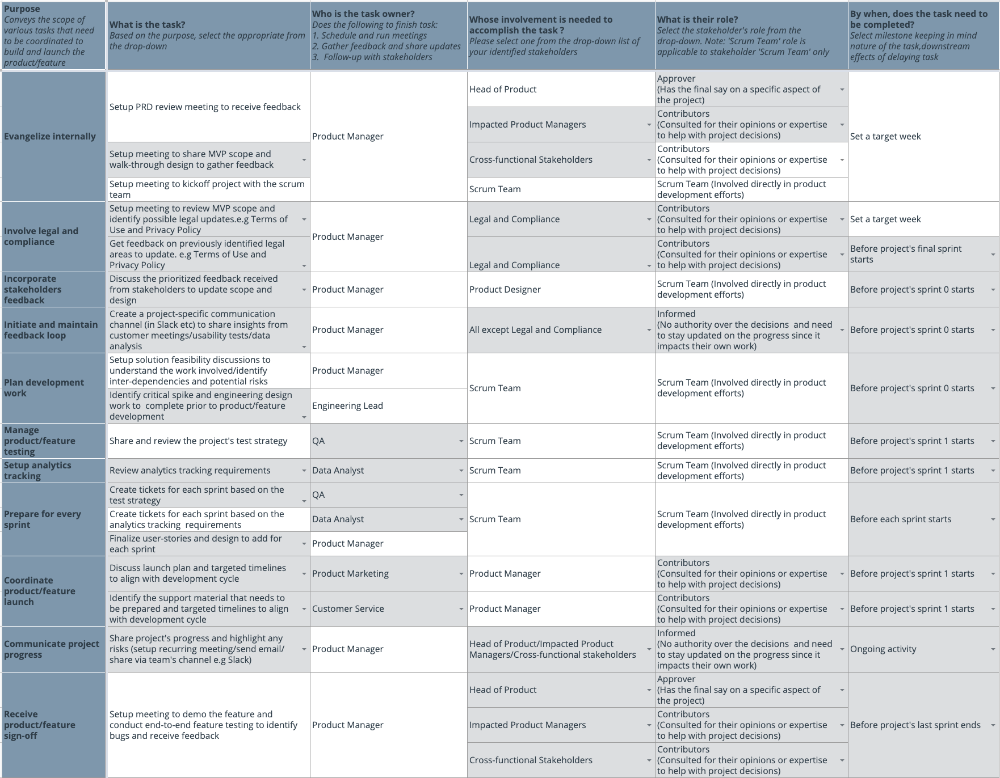 Purpose
Conveys the scope of
various tasks that need
to be coordinated to
build and launch the
product/feature
What is the task?
Based on the purpose, select the appropriate from
the drop-down
Who is the task owner?
Does the following to finish task:
1. Schedule and run meetings
2. Gather feedback and share updates
3.  Follow-up with stakeholders
Whose involvement is needed to
accomplish the task ?
Please select one from the drop-down list of
your identified stakeholders
What is their role?
Select the stakeholder's role from the
drop-down. Note: 'Scrum Team' role is
applicable to stakeholder 'Scrum Team' only
By when, does the task need to
be completed?
Select milestone keeping in mind
nature of the task,downstream
effects of delaying task
Evangelize internally
Setup PRD review meeting to receive feedback
Product Manager
Head of Product
Approver
(Has the final say on a specific aspect of
the project)
Set a target week
Impacted Product Managers
Contributors
(Consulted for their opinions or expertise
to help with project decisions)
Setup meeting to share MVP scope and
walk-through design to gather feedback
Cross-functional Stakeholders
Contributors
(Consulted for their opinions or expertise
to help with project decisions)
Setup meeting to kickoff project with the scrum
team
Scrum Team
Scrum Team (Involved directly in product
development efforts)
Involve legal and
compliance
Setup meeting to review MVP scope and
identify possible legal updates.e.g Terms of
Use and Privacy Policy
Product Manager
Legal and Compliance
Contributors
(Consulted for their opinions or expertise
to help with project decisions)
Set a target week
Get feedback on previously identified legal
areas to update. e.g Terms of Use and
Privacy Policy
Legal and Compliance
Contributors
(Consulted for their opinions or expertise
to help with project decisions)
Before project's final sprint
starts
Incorporate
stakeholders
feedback
Discuss the prioritized feedback received
from stakeholders to update scope and
design
Product Manager
Product Designer
Scrum Team (Involved directly in product
development efforts)
Before project's sprint 0 starts
Initiate and maintain
feedback loop
Create a project-specific communication
channel (in Slack etc) to share insights from
customer meetings/usability tests/data
analysis
Product Manager
All except Legal and Compliance
Informed
(No authority over the decisions  and need
to stay updated on the progress since it
impacts their own work)
Before project's sprint 0 starts
Plan development
work
Setup solution feasibility discussions to
understand the work involved/identify
inter-dependencies and potential risks
Product Manager
Scrum Team
Scrum Team (Involved directly in product
development efforts)
Before project's sprint 0 starts
Identify critical spike and engineering design
work to  complete prior to product/feature
development
Engineering Lead
Manage
product/feature
testing
Share and review the project's test strategy
QA
Scrum Team
Scrum Team (Involved directly in product
development efforts)
Before project's sprint 1 starts
Setup analytics
tracking
Review analytics tracking requirements
Data Analyst
Scrum Team
Scrum Team (Involved directly in product
development efforts)
Before project's sprint 1 starts
Prepare for every
sprint
Create tickets for each sprint based on the
test strategy
QA
Scrum Team
Scrum Team (Involved directly in product
development efforts)
Before each sprint starts
Create tickets for each sprint based on the
analytics tracking  requirements
Data Analyst
Finalize user-stories and design to add for
each sprint
Product Manager
Coordinate
product/feature
launch
Discuss launch plan and targeted timelines
to align with development cycle
Product Marketing
Product Manager
Contributors
(Consulted for their opinions or expertise
to help with project decisions)
Before project's sprint 1 starts
Identify the support material that needs to
be prepared and targeted timelines to align
with development cycle
Customer Service
Product Manager
Contributors
(Consulted for their opinions or expertise
to help with project decisions)
Before project's sprint 1 starts
Communicate project
progress
Share project's progress and highlight any
risks (setup recurring meeting/send email/
share via team's channel e.g Slack)
Product Manager
Head of Product/Impacted Product
Managers/Cross-functional stakeholders
Informed
(No authority over the decisions  and need
to stay updated on the progress since it
impacts their own work)
Ongoing activity
Receive
product/feature
sign-off
Setup meeting to demo the feature and
conduct end-to-end feature testing to identify
bugs and receive feedback
Product Manager
Head of Product
Approver
(Has the final say on a specific aspect of
the project)
Before project's last sprint ends
Impacted Product Managers
Contributors
(Consulted for their opinions or expertise
to help with project decisions)
Cross-functional Stakeholders
Contributors
(Consulted for their opinions or expertise
to help with project decisions)